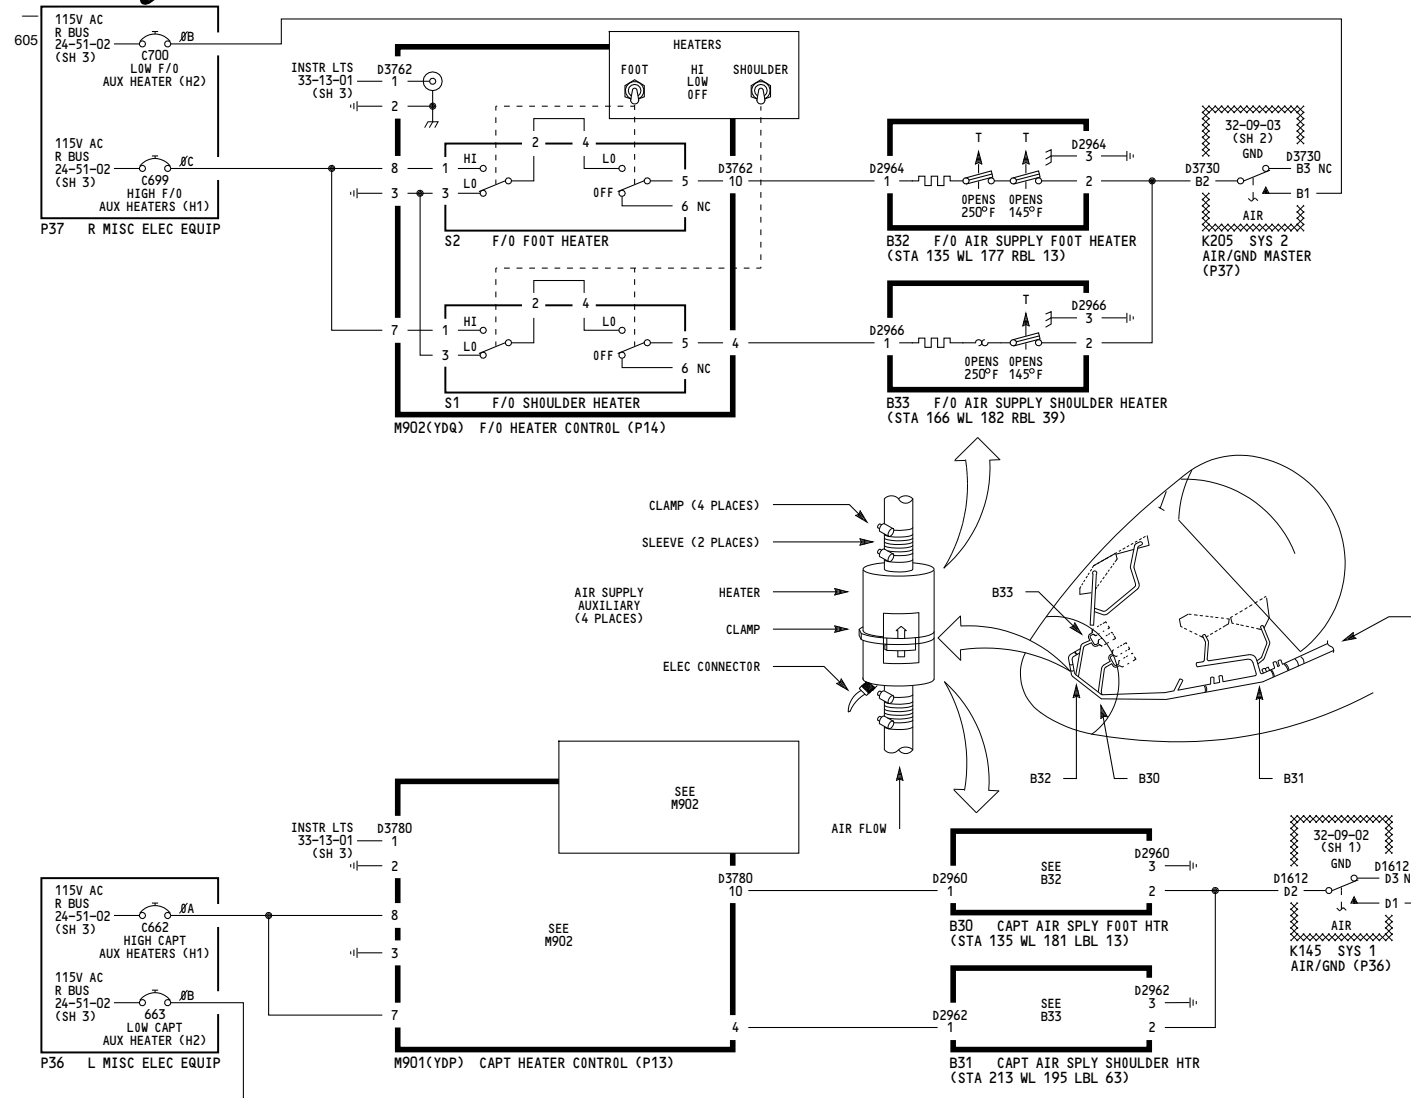 605
115V AC
R BUS
24-51-02
(SH 3)
ØB
C700
LOW F/O
AUX HEATER (H2)
115V AC
R BUS
24-51-02
(SH 3)
ØC
C699
HIGH F/O
AUX HEATERS (H1)
P37 R MISC ELEC EQUIP
INSTR LTS
33-13-01
(SH 3)
D3762
1
2
8
3
7
HEATERS
FOOT
HI
LOW
OFF
SHOULDER
2 4
1 HI
3 LO
LO
OFF
5
6 NC
S2 F/O FOOT HEATER
2 4
1 HI
3 LO
LO
OFF
5
6 NC
S1 F/O SHOULDER HEATER
D3762
10
4
M902(YDQ) F/O HEATER CONTROL (P14)
D2964
1
T T
OPENS
250°F
OPENS
145°F
D2964
3
2
B32 F/O AIR SUPPLY FOOT HEATER
(STA 135 WL 177 RBL 13)
D2966
1
T
OPENS
250°F
OPENS
145°F
D2966
3
2
B33 F/O AIR SUPPLY SHOULDER HEATER
(STA 166 WL 182 RBL 39)
32-09-03
(SH 2)
GND
D3730
B2
D3730
B3 NC
B1
AIR
K205 SYS 2
AIR/GND MASTER
(P37)
CLAMP (4 PLACES)
SLEEVE (2 PLACES)
AIR SUPPLY
AUXILIARY
(4 PLACES)
HEATER
CLAMP
ELEC CONNECTOR
AIR FLOW
B33
B32
B30
B31
SEE
M902
INSTR LTS
33-13-01
(SH 3)
D3780
1
2
8
3
7
SEE
M902
D3780
10
4
M901(YDP) CAPT HEATER CONTROL (P13)
115V AC
R BUS
24-51-02
(SH 3)
ØA
C662
HIGH CAPT
AUX HEATERS (H1)
115V AC
R BUS
24-51-02
(SH 3)
ØB
663
LOW CAPT
AUX HEATER (H2)
P36 L MISC ELEC EQUIP
D2960
1
SEE
B32
D2960
3
2
B30 CAPT AIR SPLY FOOT HTR
(STA 135 WL 181 LBL 13)
D2962
1
SEE
B33
D2962
3
2
B31 CAPT AIR SPLY SHOULDER HTR
(STA 213 WL 195 LBL 63)
32-09-02
(SH 1)
GND
D1612
D2
D1612
D3 N
D1
AIR
K145 SYS 1
AIR/GND (P36)